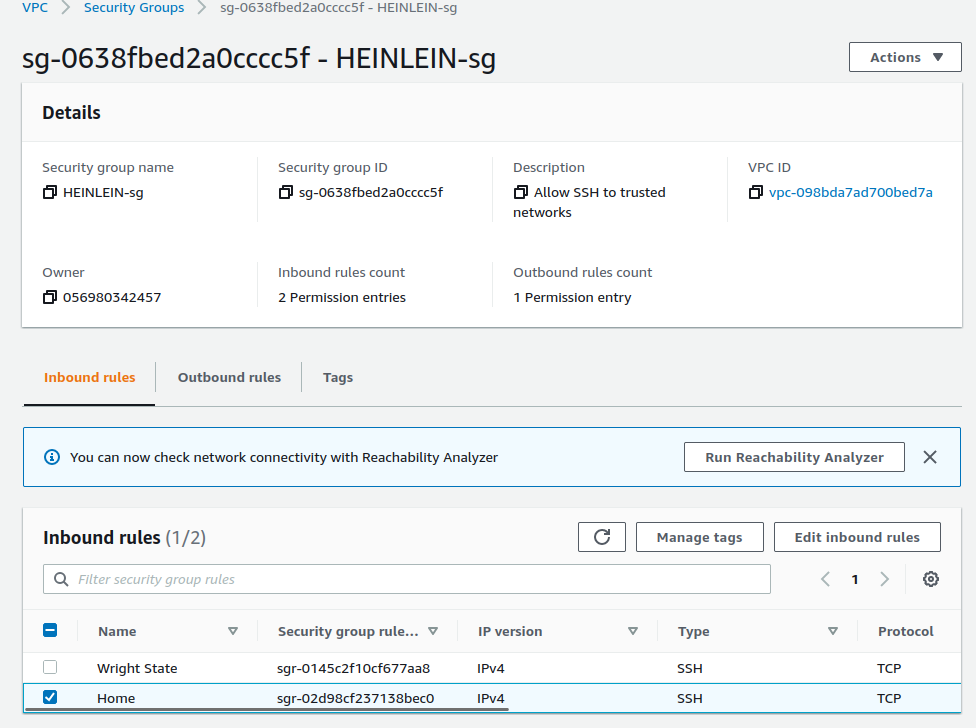 VPC > Security Groups > sg-0638fbed2a0cccc5f - HEINLEIN-sg
sg-0638fbed2a0cccc5f - HEINLEIN-sg
Actions
Details
Security group name
HEINLEIN-sg
Security group ID
sg-0638fbed2a0cccc5f
Description
Allow SSH to trusted
networks
VPC ID
vpc-098bda7ad700bed7a
Owner
056980342457
Inbound rules count
2 Permission entries
Outbound rules count
1 Permission entry
Inbound rules Outbound rules Tags
You can now check network connectivity with Reachability Analyzer Run Reachability Analyzer
Inbound rules (1/2) Manage tags Edit inbound rules
Filter security group rules 1
Name Security group rule... IP version Type Protocol
Wright State sgr-0145c2f10cf677aa8 IPv4 SSH TCP
Home sgr-02d98cf237138bec0 IPv4 SSH TCP